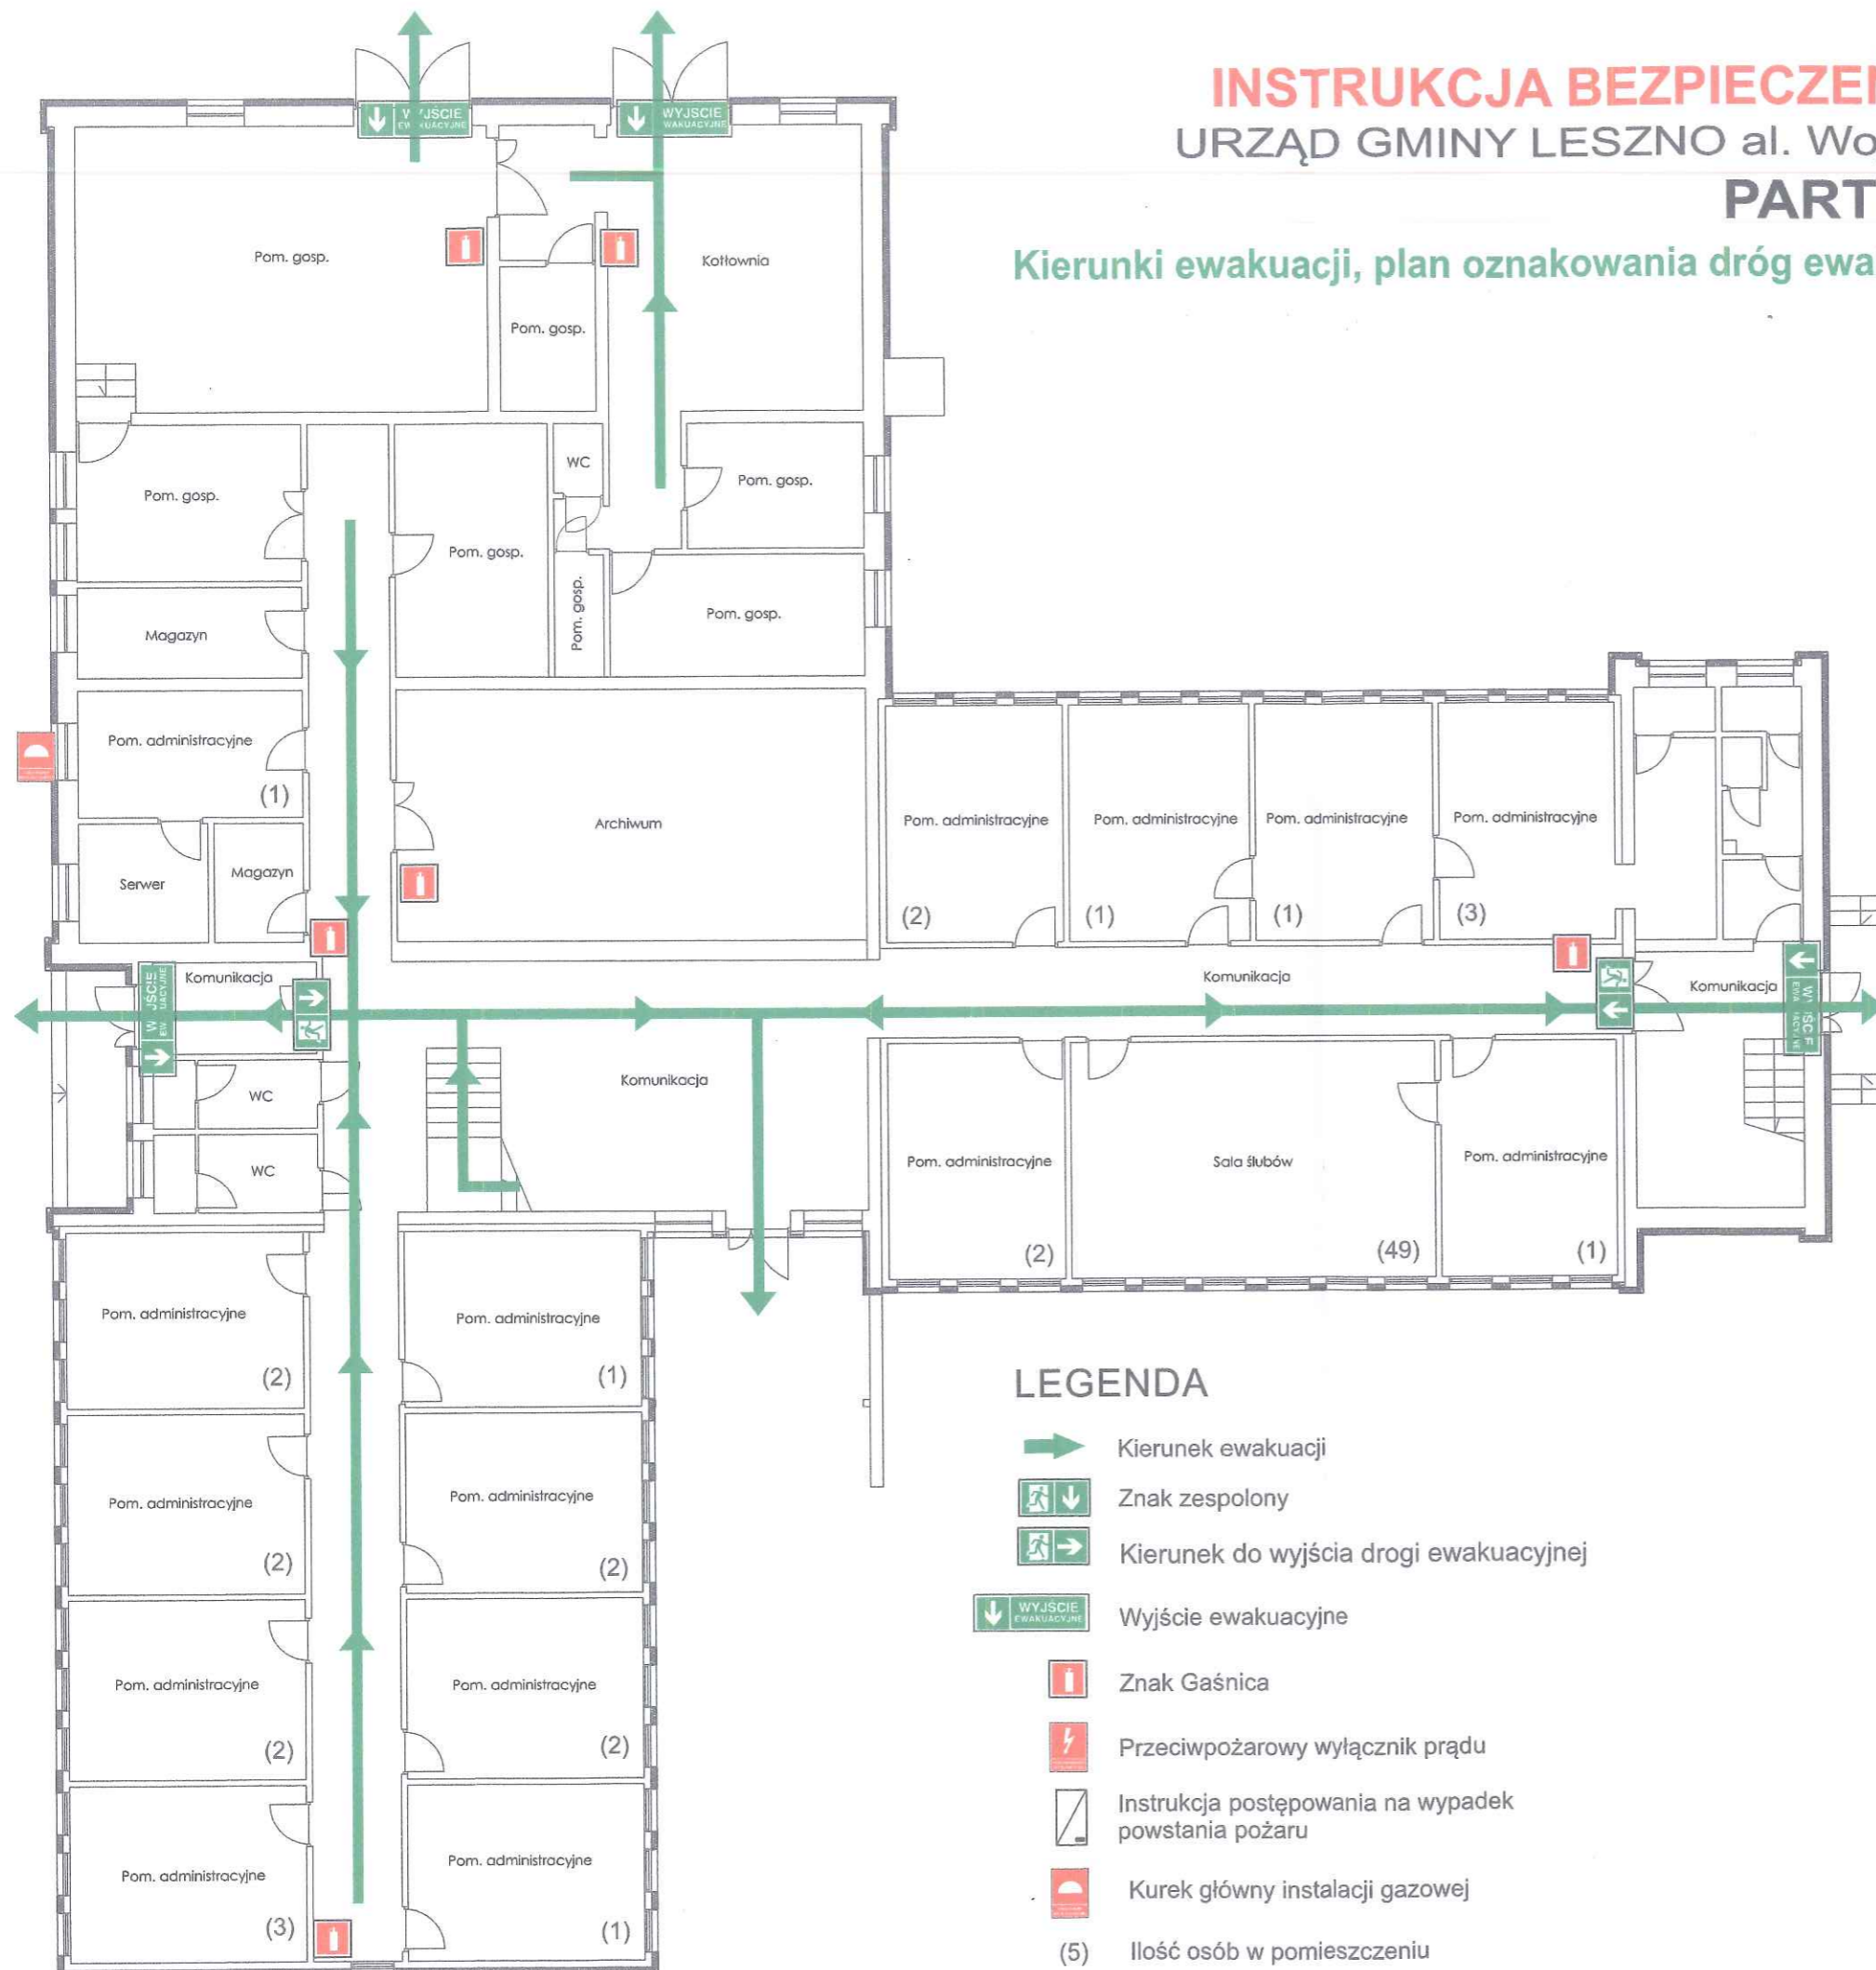 INSTRUKCJA BEZPIECZEŃ
URZĄD GMINY LESZNO al. Wo
PART
Kierunki ewakuacji, plan oznakowania dróg ewa
WYJŚCIE
EWAKUACYJNE
WYJŚCIE
EWAKUACYJNE
Pom. gosp.
Kotłownia
Pom. gosp.
WC
Pom. gosp.
Pom. gosp.
Pom. gosp.
Pom. gosp.
Pom. gosp.
Magazyn
Pom. administracyjne
(1)
Archiwum
Serwer
Magazyn
Pom. administracyjne
(2)
Pom. administracyjne
(1)
Pom. administracyjne
(1)
Pom. administracyjne
(3)
WYJŚCIE
EWAKUACYJNE
Komunikacja
Komunikacja
Komunikacja
WYJŚCIE
EWAKUACYJNE
Komunikacja
WC
WC
Pom. administracyjne
(2)
Sala ślubów
(49)
Pom. administracyjne
(1)
Pom. administracyjne
(2)
Pom. administracyjne
(1)
Pom. administracyjne
(2)
Pom. administracyjne
(2)
Pom. administracyjne
(2)
Pom. administracyjne
(2)
Pom. administracyjne
(3)
Pom. administracyjne
(1)
LEGENDA
Kierunek ewakuacji
Znak zespolony
Kierunek do wyjścia drogi ewakuacyjnej
WYJŚCIE
EWAKUACYJNE
Wyjście ewakuacyjne
Znak Gaśnica
Przeciwpożarowy wyłącznik prądu
Instrukcja postępowania na wypadek
powstania pożaru
Kurek główny instalacji gazowej
(5) Ilość osób w pomieszczeniu